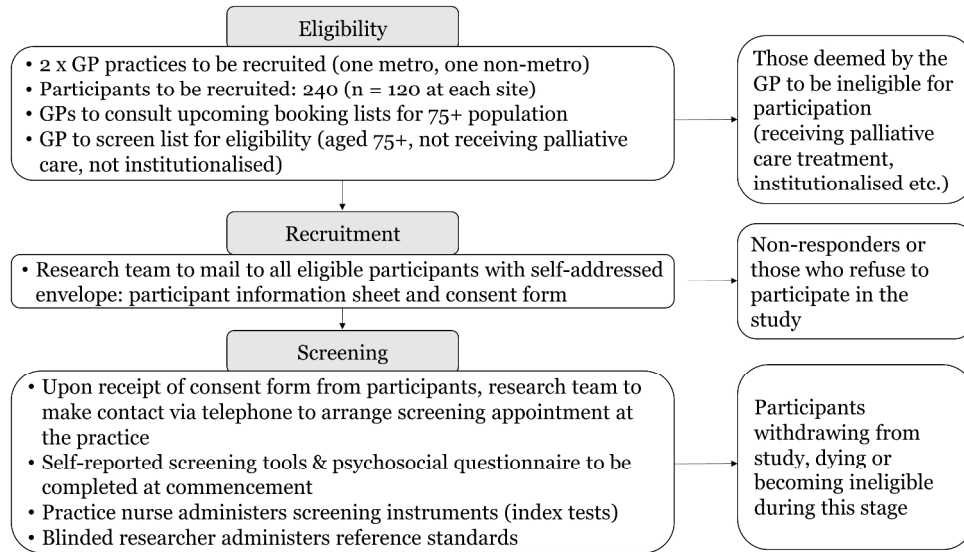 Eligibility
• 2 x GP practices to be recruited (one metro, one non-metro)
• Participants to be recruited: 240 (n = 120 at each site)
• GPs to consult upcoming booking lists for 75+ population
• GP to screen list for eligibility (aged 75+, not receiving palliative
care, not institutionalised)
Those deemed by the
GP to be ineligible for
participation
(receiving palliative
care treatment,
institutionalised etc.)
Recruitment
• Research team to mail to all eligible participants with self-addressed
envelope: participant information sheet and consent form
Non-responders or
those who refuse to
participate in the
study
Screening
• Upon receipt of consent form from participants, research team to
make contact via telephone to arrange screening appointment at
the practice
• Self-reported screening tools & psychosocial questionnaire to be
completed at commencement
• Practice nurse administers screening instruments (index tests)
• Blinded researcher administers reference standards
Participants
withdrawing from
study, dying or
becoming ineligible
during this stage